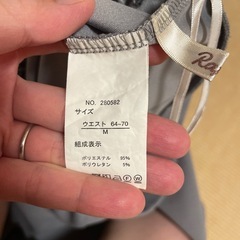 NO. 280582
サイズ
ウエスト 64-70
M
組成表示
ポリエステル 95%
ポリウレタン 5%